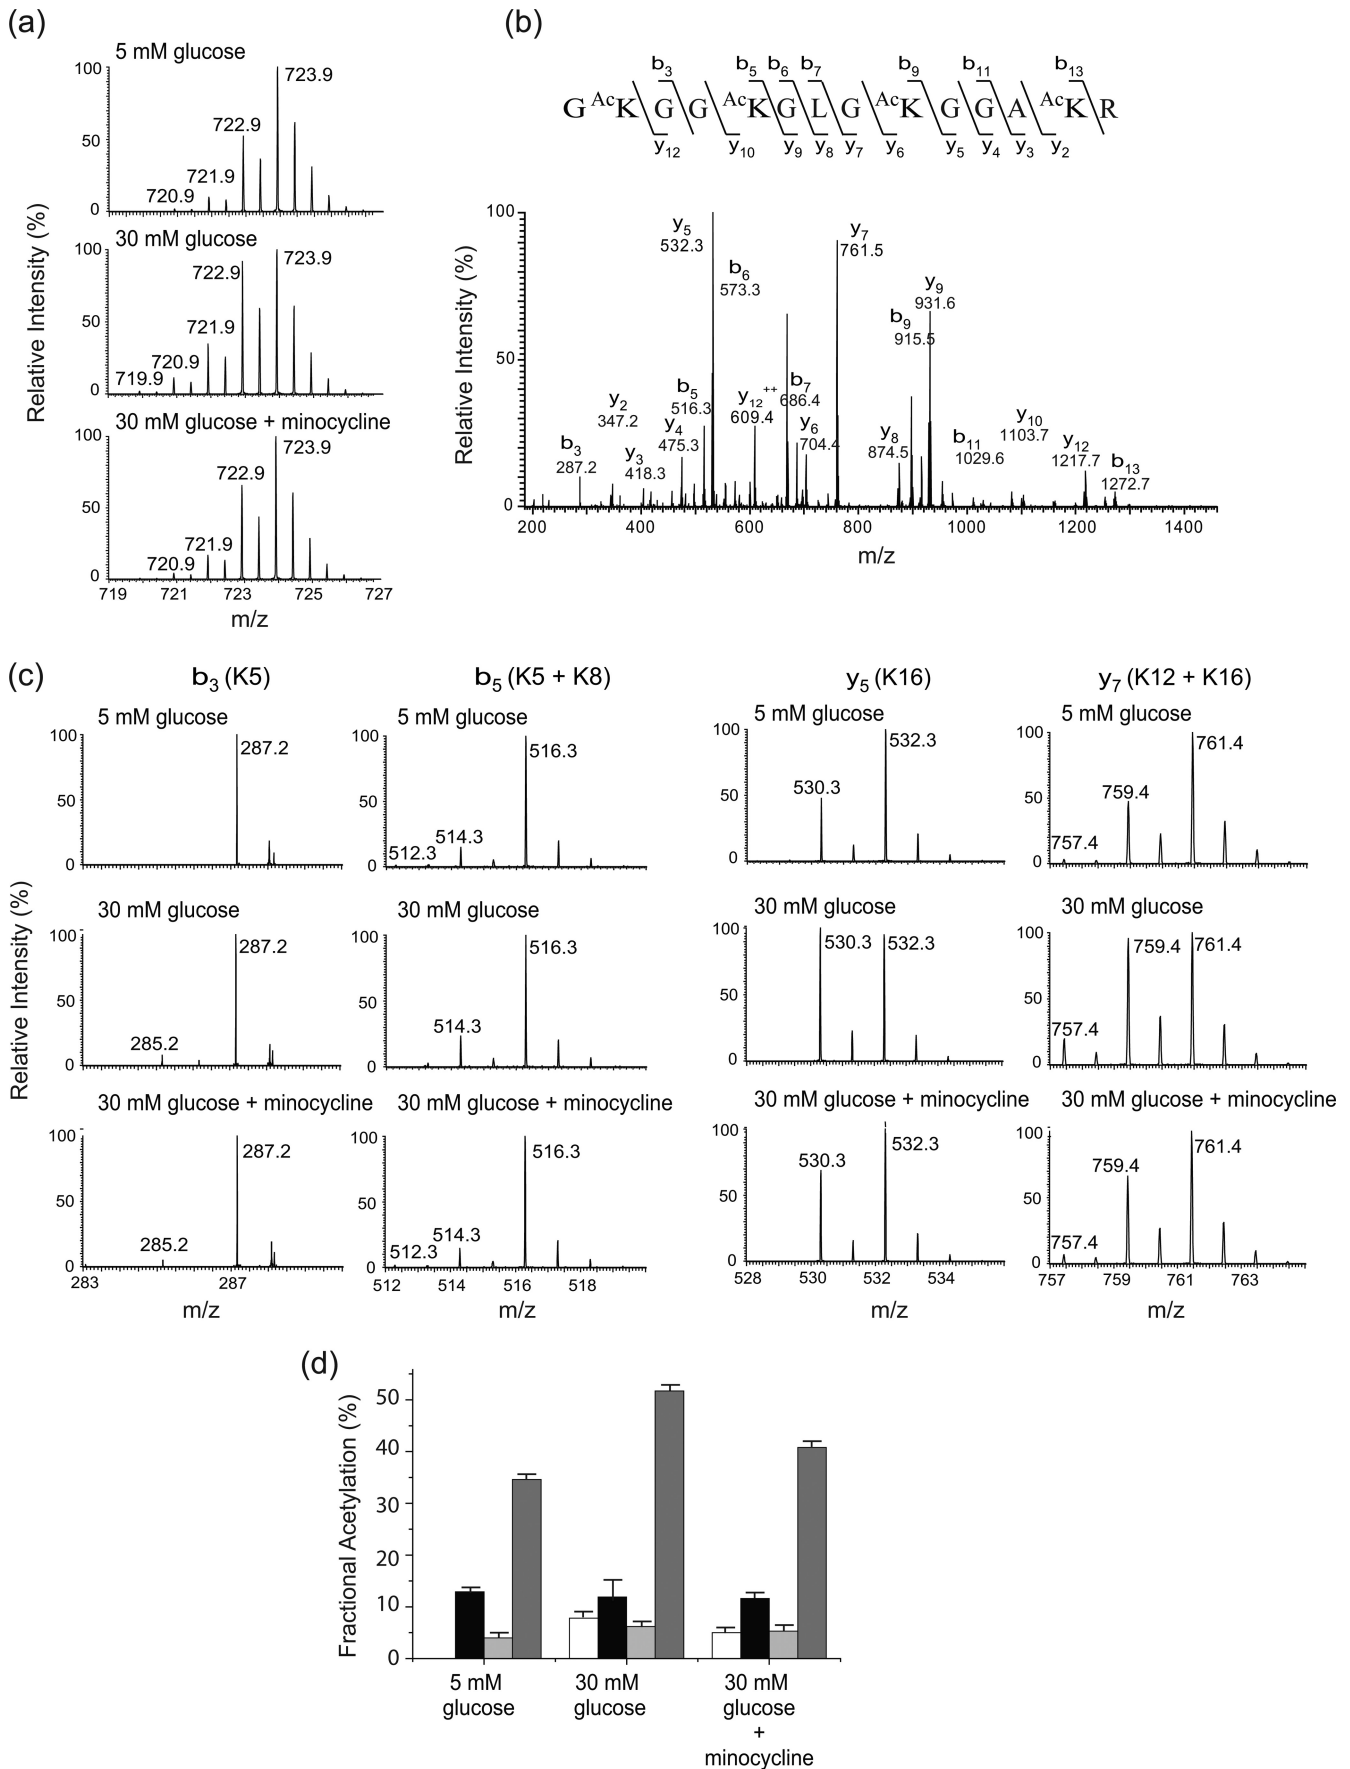 (a)
5 mM glucose
100
50
0
720.9
721.9
722.9
723.9
30 mM glucose
100
50
0
719.9
720.9
721.9
722.9
723.9
30 mM glucose + minocycline
100
50
0
720.9
721.9
722.9
723.9
719 721 723 725 727
m/z
Relative Intensity (%)
(b)
b3 b5 b6 b7 b9 b11 b13
G AcK G G AcK G L G AcK G G A AcK R
y12 y10 y9 y8 y7 y6 y5 y4 y3 y2
Relative Intensity (%)
100
50
0
b3
287.2
y2
347.2
y3
418.3
y4
475.3
b5
516.3
y5
532.3
b6
573.3
y12++
609.4
b7
686.4
y6
704.4
y7
761.5
y8
874.5
b9
915.5
y9
931.6
b11
1029.6
y10
1103.7
y12
1217.7
b13
1272.7
200 400 600 800 1000 1200 1400
m/z
(c)
Relative Intensity (%)
b3 (K5)
5 mM glucose
100
50
0
287.2
30 mM glucose
100
50
0
285.2
287.2
30 mM glucose + minocycline
100
50
0
285.2
287.2
283 287
m/z
b5 (K5 + K8)
5 mM glucose
100
50
0
512.3
514.3
516.3
30 mM glucose
100
50
0
514.3
516.3
30 mM glucose + minocycline
100
50
0
512.3
514.3
516.3
512 514 516 518
m/z
y5 (K16)
5 mM glucose
100
50
0
530.3
532.3
30 mM glucose
100
50
0
530.3
532.3
30 mM glucose + minocycline
100
50
0
530.3
532.3
528 530 532 534
m/z
y7 (K12 + K16)
5 mM glucose
100
50
0
757.4
759.4
761.4
30 mM glucose
100
50
0
757.4
759.4
761.4
30 mM glucose + minocycline
100
50
0
757.4
759.4
761.4
757 759 761 763
m/z
(d)
Fractional Acetylation (%)
50
40
30
20
10
0
5 mM
glucose
30 mM
glucose
30 mM
glucose
+
minocycline